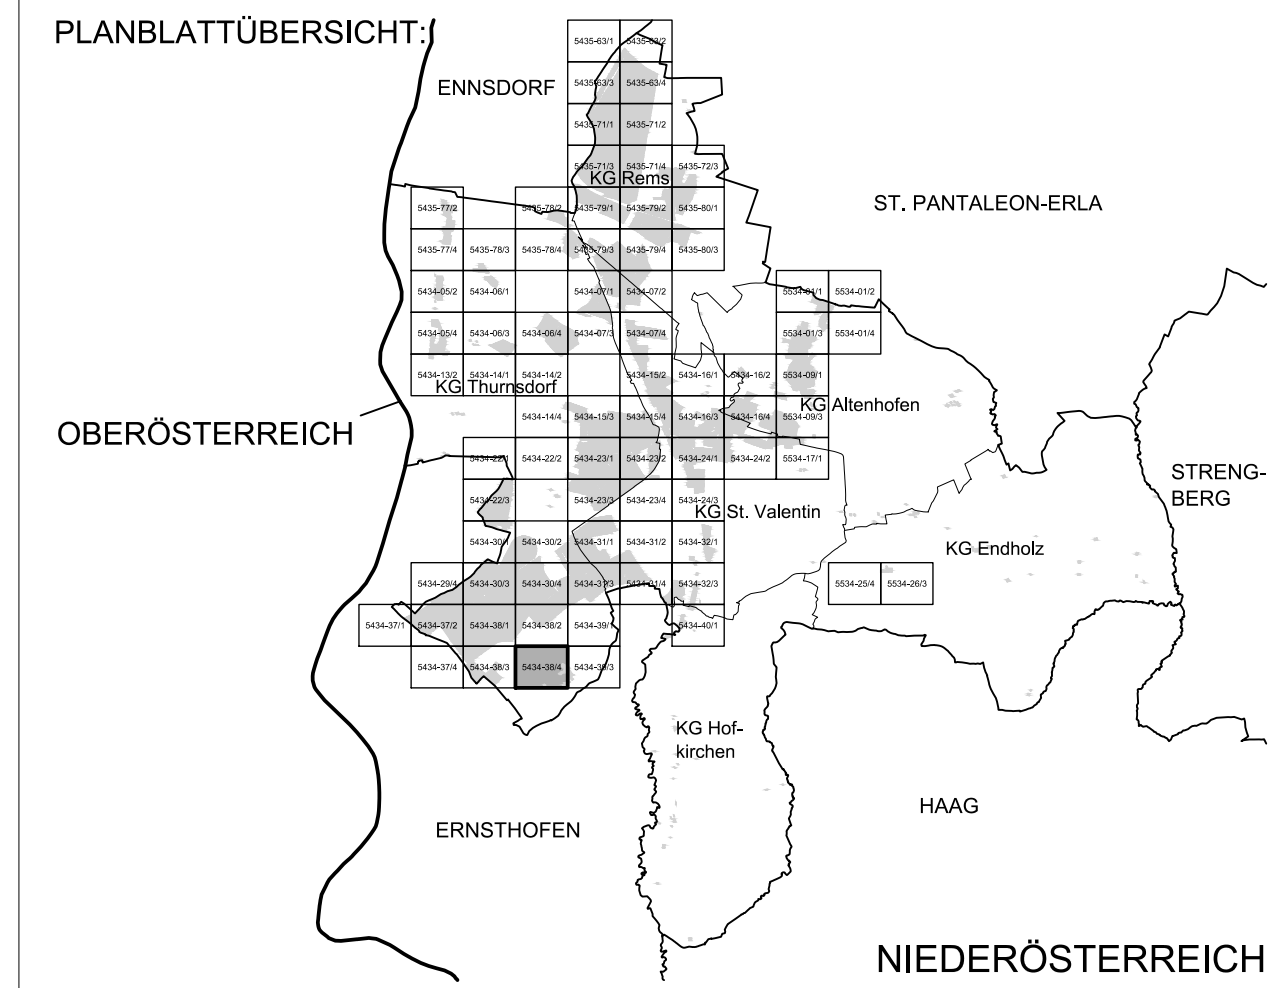 PLANBLATTÜBERSICHT:
5435-63/1 5435-63/2
ENNSDORF
5435-63/3 5435-63/4
5435-71/1 5435-71/2
5435-71/3 5435-71/4 5435-72/3
KG Rems
ST. PANTALEON-ERLA
5435-77/2 5435-78/2 5435-79/1 5435-79/2 5435-80/1
5435-77/4 5435-78/3 5435-78/4 5435-79/3 5435-79/4 5435-80/3
5434-05/2 5434-06/1 5434-07/1 5434-07/2 5534-01/1 5534-01/2
5434-05/4 5434-06/3 5434-06/4 5434-07/3 5434-07/4 5534-01/3 5534-01/4
5434-13/2 5434-14/1 5434-14/2 5434-15/2 5434-16/1 5434-16/2 5534-09/1
KG Thurnsdorf
KG Altenhofen
5434-14/4 5434-15/3 5434-15/4 5434-16/3 5434-16/4 5534-09/3
OBERÖSTERREICH
5434-22/1 5434-22/2 5434-23/1 5434-23/2 5434-24/1 5434-24/2 5534-17/1
STRENG-
BERG
5434-22/3 5434-23/3 5434-23/4 5434-24/3
KG St. Valentin
5434-30/1 5434-30/2 5434-31/1 5434-31/2 5434-32/1
KG Endholz
5434-29/4 5434-30/3 5434-30/4 5434-31/3 5434-31/4 5434-32/3 5534-25/4 5534-26/3
5434-37/1 5434-37/2 5434-38/1 5434-38/2 5434-39/1 5434-40/1
5434-37/4 5434-38/3 5434-38/4 5434-39/3
KG Hof-
kirchen
HAAG
ERNSTHOFEN
NIEDERÖSTERREICH